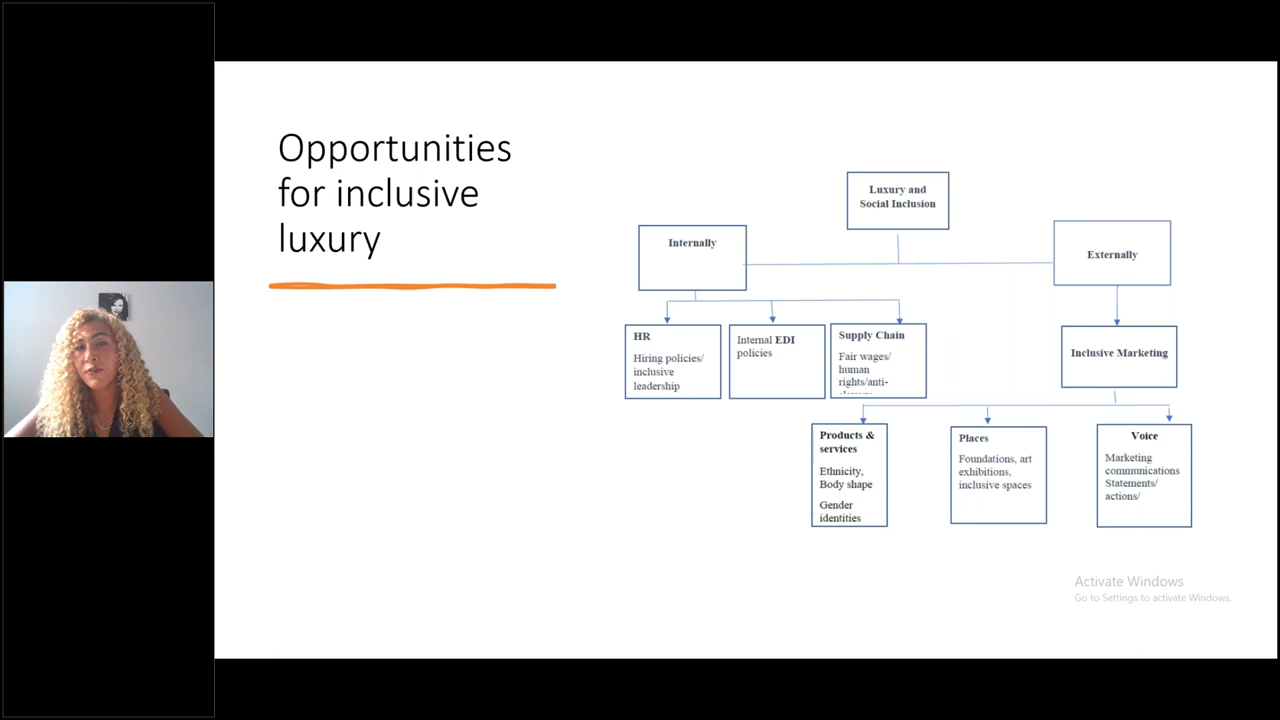 Opportunities
for inclusive
luxury
Luxury and
Social Inclusion
Internally
Externally
HR
Hiring policies/
inclusive
leadership
Internal EDI
policies
Supply Chain
Fair wages/
human
rights/anti-
Inclusive Marketing
Products &
services
Ethnicity,
Body shape
Gender
identities
Places
Foundations, art
exhibitions,
inclusive spaces
Voice
Marketing
communications
Statements/
actions/
Activate Windows
Go to Settings to activate Windows.